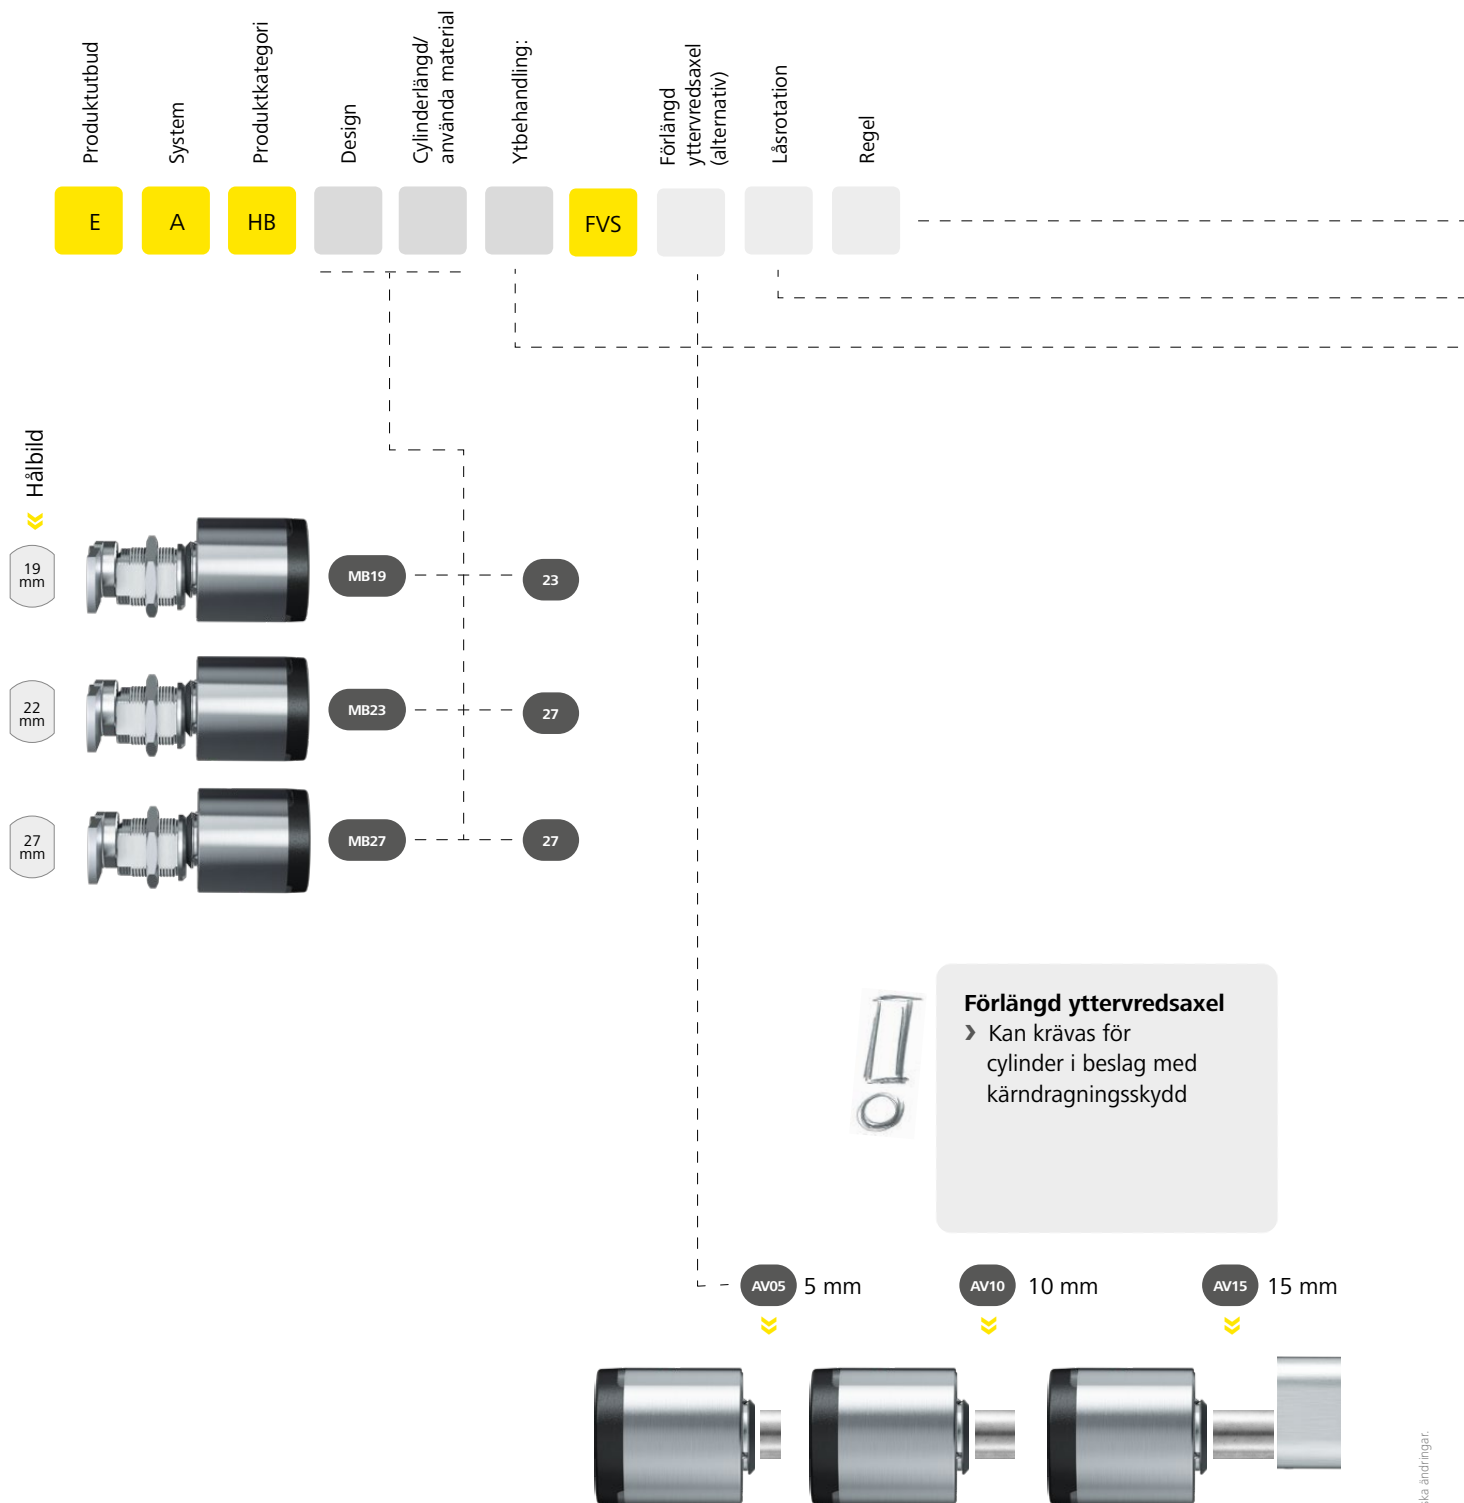 Produktutbud
System
Produktkategori
Design
Cylinderlängd/
använda material
Ytbehandling:
Förlängd
yttervredsaxel
(alternativ)
Låsrotation
Regel
E
A
HB
FVS
Hålbild
19
mm
MB19
23
22
mm
MB23
27
27
mm
MB27
27
Förlängd yttervredsaxel
› Kan krävas för
cylinder i beslag med
kärndragningsskydd
AV05 5 mm
AV10 10 mm
AV15 15 mm
ändringar.